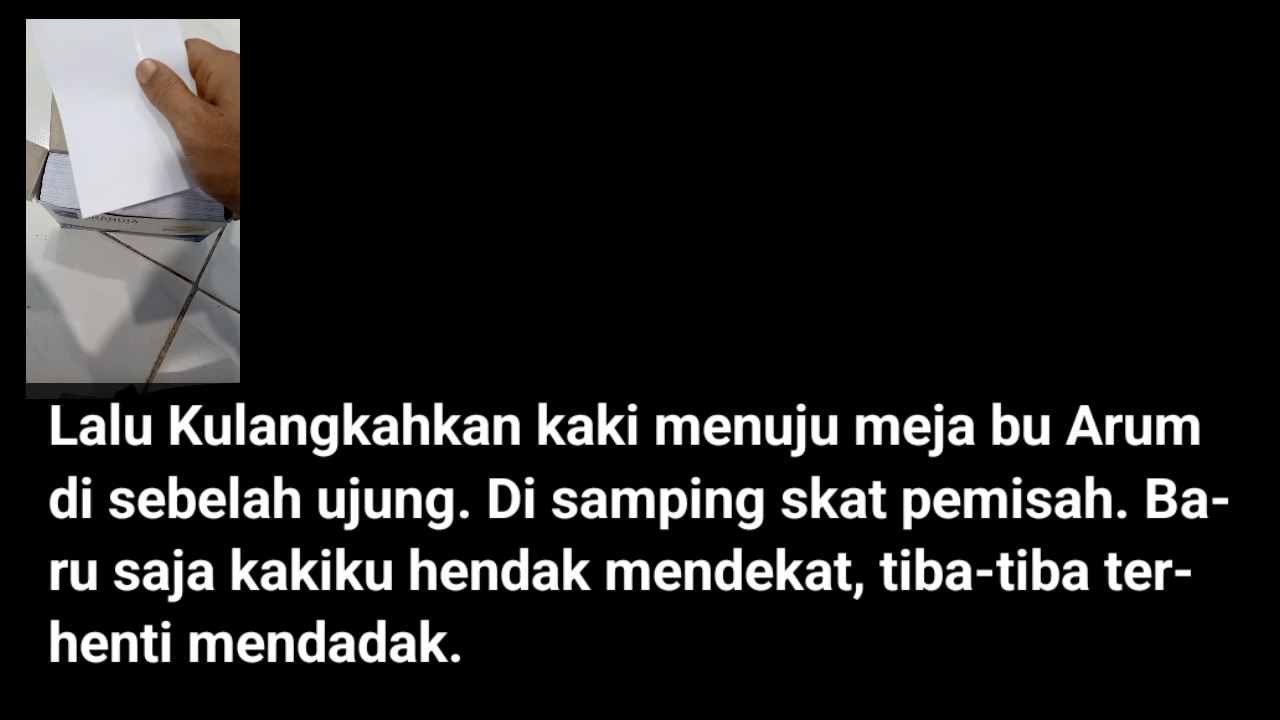 Lalu Kulangkahkan kaki menuju meja bu Arum
di sebelah ujung. Di samping skat pemisah. Ba-
ru saja kakiku hendak mendekat, tiba-tiba ter-
henti mendadak.